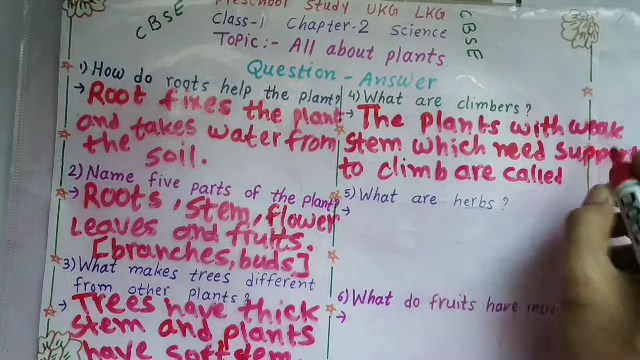 Preschool Study UKG LKG
Class-1 Chapter-2 Science
Topic:- All about plants.
CBSE
CBSE
Question - Answer
1) How do roots help the plant?
→ Root fixes the plant
and takes water from
the soil.
2) Name five parts of the plant?
→ Roots, stem, flower
Leaves and fruits.
[branches, buds]
3) What makes trees different
from other plants?
→ Trees have thick
stem and plants
have soft
4) What are climbers?
→ The plants with weak
stem which need support
to climb are called
5) What are herbs?
→
6) What do fruits have
→